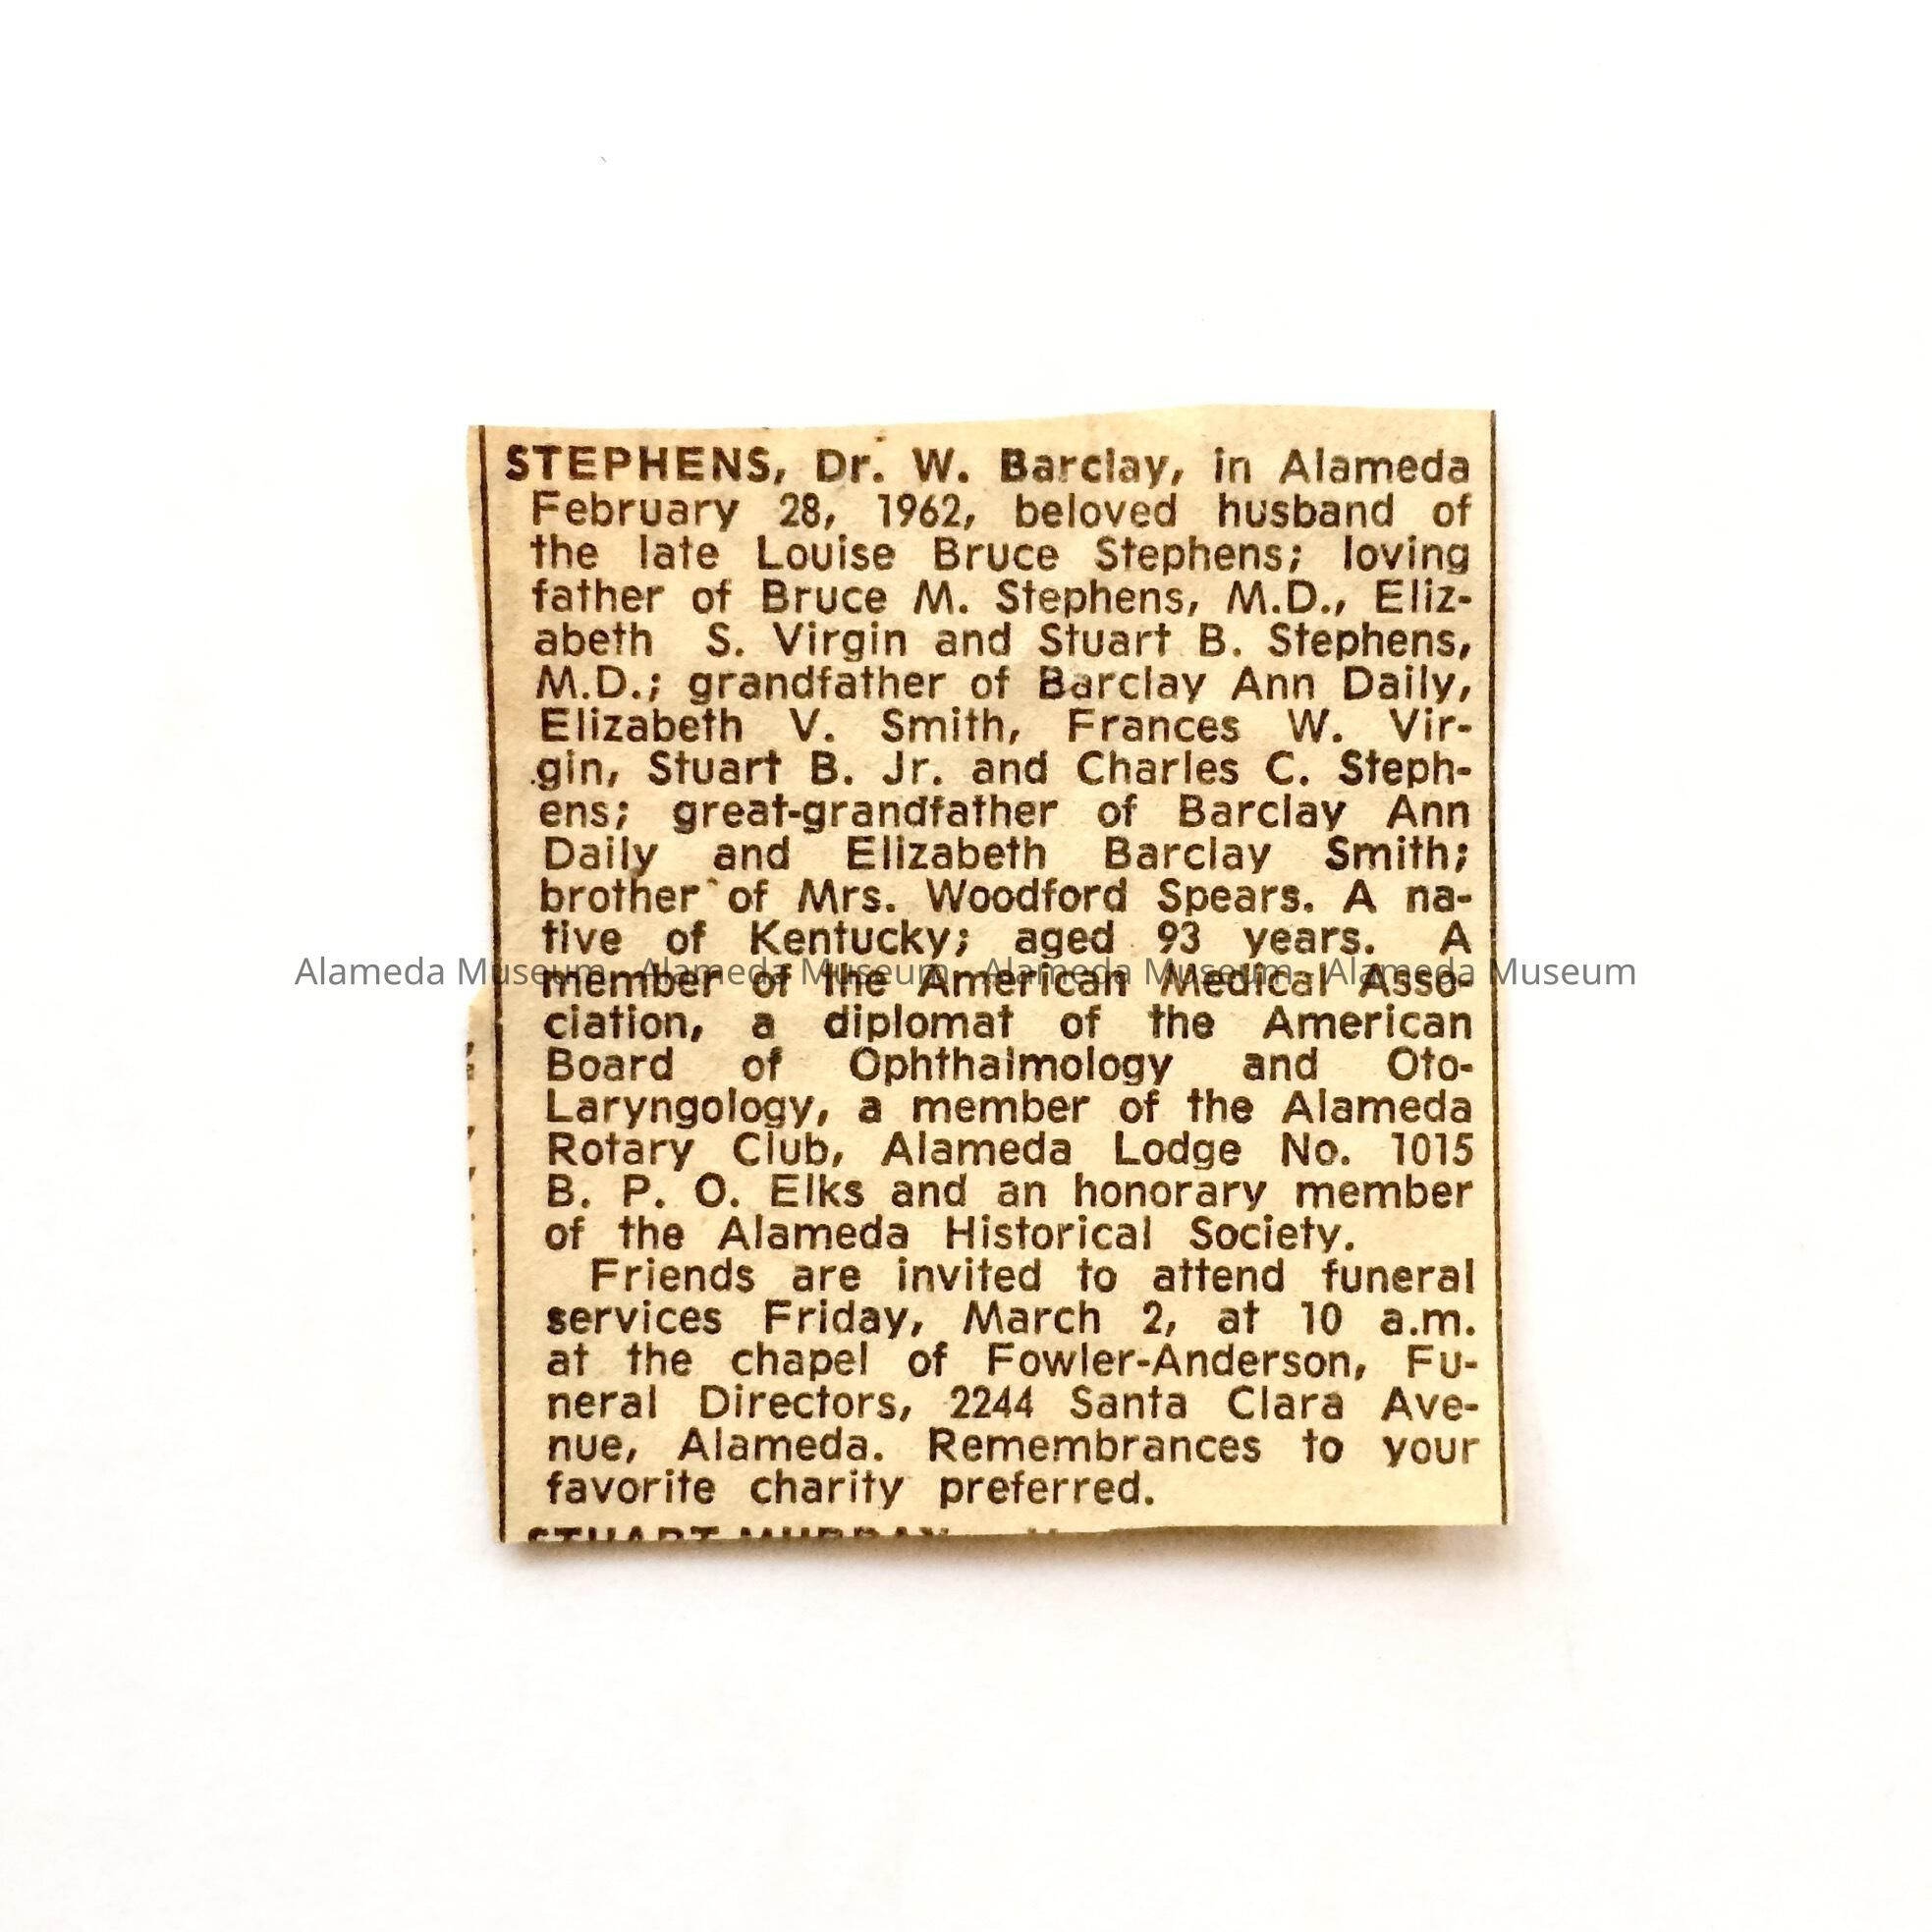 STEPHENS, Dr. W. Barclay, in Alameda
February 28, 1962, beloved husband of
the late Louise Bruce Stephens; loving
father of Bruce M. Stephens, M.D., Eliz-
abeth S. Virgin and Stuart B. Stephens,
M.D.; grandfather of Barclay Ann Daily,
Elizabeth V. Smith, Frances W. Vir-
gin, Stuart B. Jr. and Charles C. Steph-
ens; great-grandfather of Barclay Ann
Daily and Elizabeth Barclay Smith;
brother of Mrs. Woodford Spears. A na-
tive of Kentucky; aged 93 years. A
Alameda Museum - Alameda Museum - Alameda Museum - Alameda Museum
member of the American Medical Asso-
ciation, a diplomat of the American
Board of Ophthalmology and Oto-
Laryngology, a member of the Alameda
Rotary Club, Alameda Lodge No. 1015
B. P. O. Elks and an honorary member
of the Alameda Historical Society.
Friends are invited to attend funeral
services Friday, March 2, at 10 a.m.
at the chapel of Fowler-Anderson, Fu-
neral Directors, 2244 Santa Clara Ave-
nue, Alameda. Remembrances to your
favorite charity preferred.
STUART MURRAY